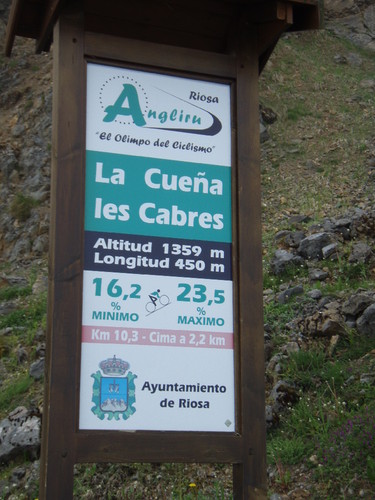 Riosa
Angliru
"El Olimpo del Ciclismo"
La Cueña
les Cabres
Altitud 1359 m
Longitud 450 m
16,2 23,5
% %
MINIMO MAXIMO
Km 10,3 - Cima a 2,2 km
Ayuntamiento
de Riosa